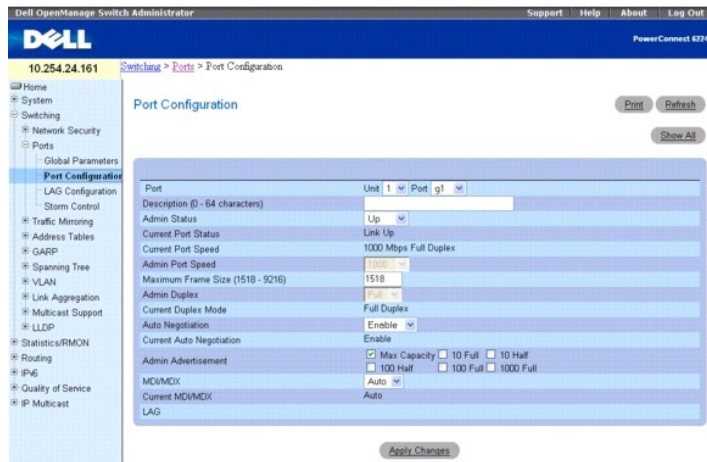 Dell OpenManage Switch Administrator Support Help About Log Out
DELL
PowerConnect 6224
10.254.24.161
Switching > Ports > Port Configuration
Home
System
Switching
Network Security
Ports
Global Parameters
Port Configuration
LAG Configuration
Storm Control
Traffic Mirroring
Address Tables
GARP
Spanning Tree
VLAN
Link Aggregation
Multicast Support
LLDP
Statistics/RMON
Routing
IPv6
Quality of Service
IP Multicast
Port Configuration
Print Refresh
Show All
Port Unit 1 Port g1
Description (0 - 64 characters)
Admin Status Up
Current Port Status Link Up
Current Port Speed 1000 Mbps Full Duplex
Admin Port Speed 1000
Maximum Frame Size (1518 - 9216) 1518
Admin Duplex Full
Current Duplex Mode Full Duplex
Auto Negotiation Enable
Current Auto Negotiation Enable
Admin Advertisement Max Capacity 10 Full 10 Half
100 Half 100 Full 1000 Full
MDI/MDX Auto
Current MDI/MDX Auto
LAG
Apply Changes